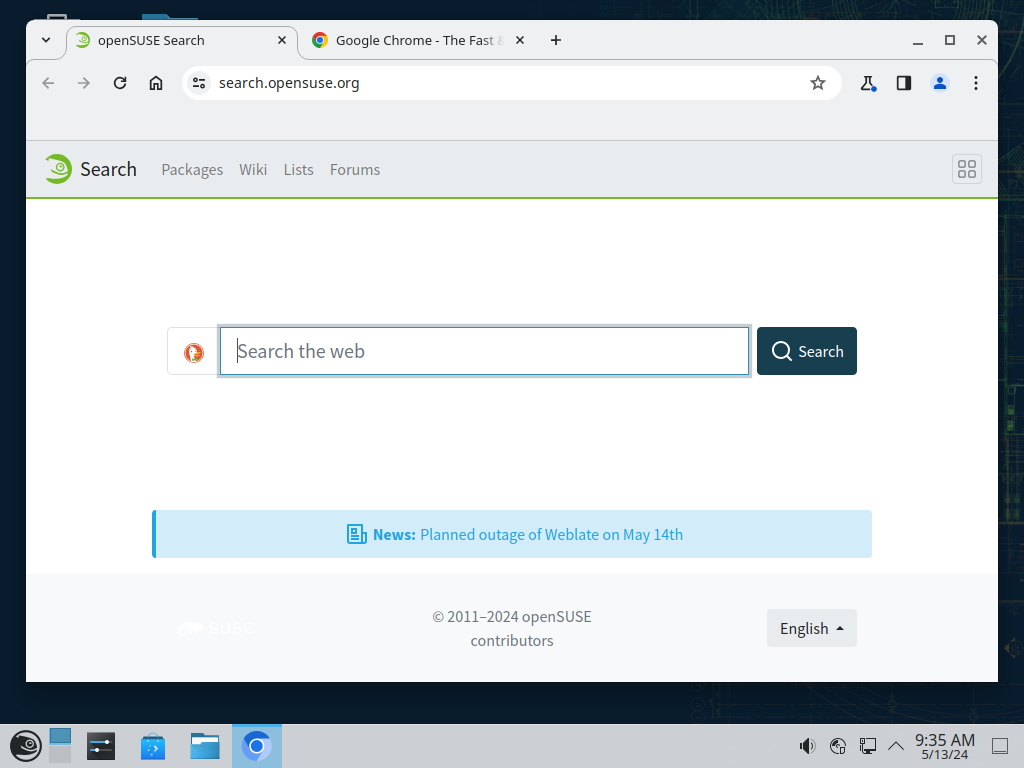 openSUSE Search
Google Chrome - The Fast &
search.opensuse.org
Search
Packages
Wiki
Lists
Forums
Search the web
Search
News: Planned outage of Weblate on May 14th
SUSE
© 2011–2024 openSUSE
contributors
English
9:35 AM
5/13/24